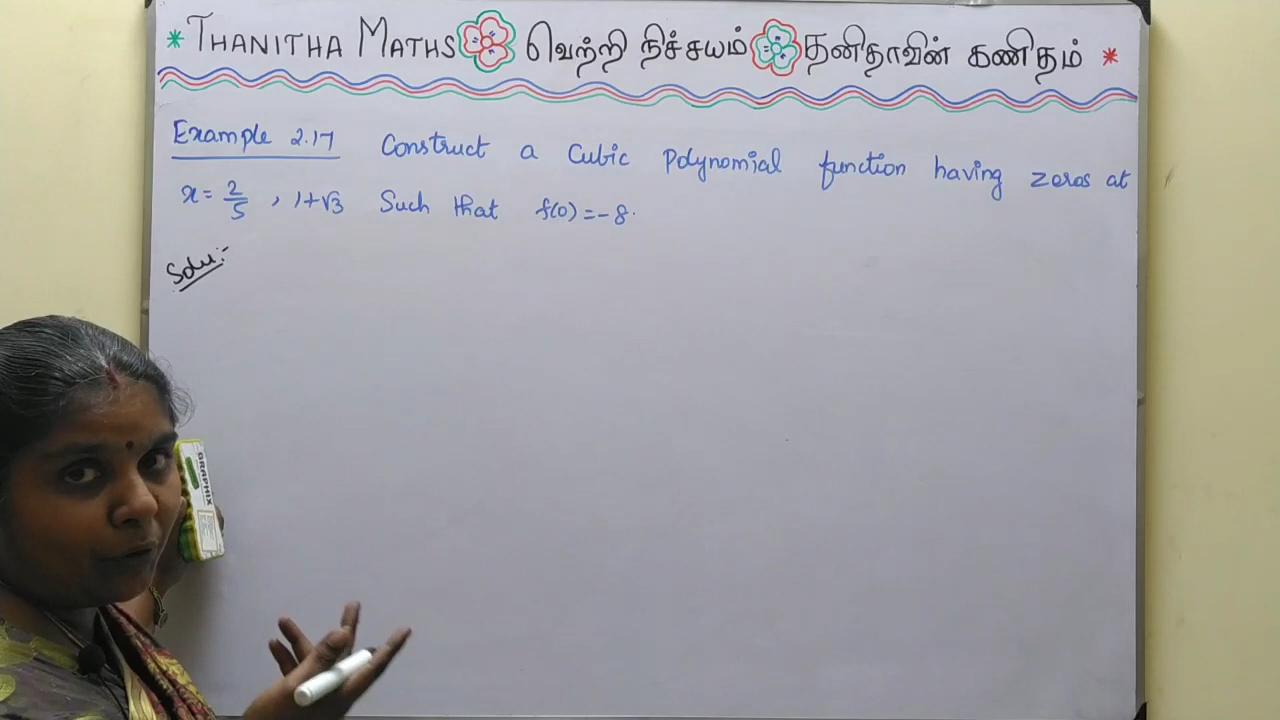 * THANITHA MATHS வெற்றி நிச்சயம் தனிதாவின் கணிதம் *
Example 2.17 Construct a Cubic Polynomial function having zeros at
x = 2/5 , 1+√3 Such that f(0) = -8.
Solu:-
GRAPHIX